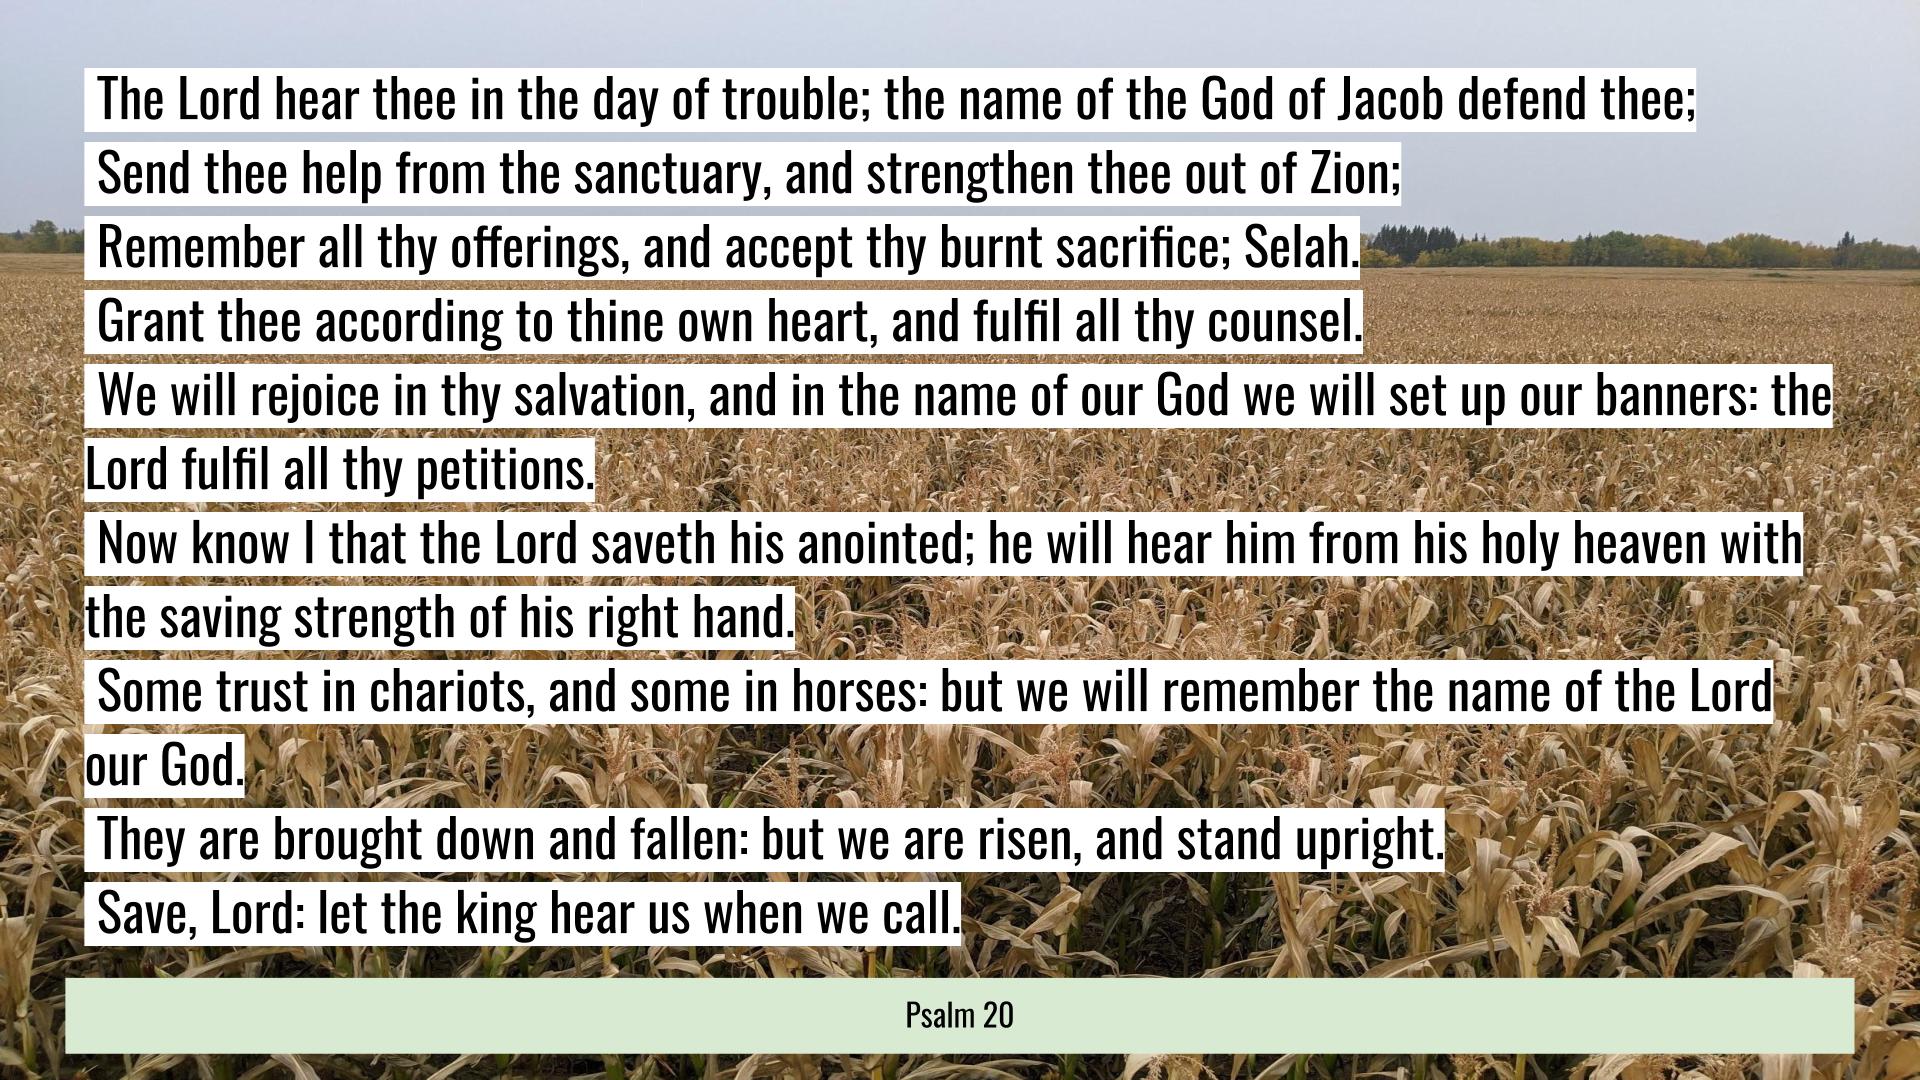 The Lord hear thee in the day of trouble; the name of the God of Jacob defend thee;
Send thee help from the sanctuary, and strengthen thee out of Zion;
Remember all thy offerings, and accept thy burnt sacrifice; Selah.
Grant thee according to thine own heart, and fulfil all thy counsel.
We will rejoice in thy salvation, and in the name of our God we will set up our banners: the
Lord fulfil all thy petitions.
Now know I that the Lord saveth his anointed; he will hear him from his holy heaven with
the saving strength of his right hand.
Some trust in chariots, and some in horses: but we will remember the name of the Lord
our God.
They are brought down and fallen: but we are risen, and stand upright.
Save, Lord: let the king hear us when we call.
Psalm 20